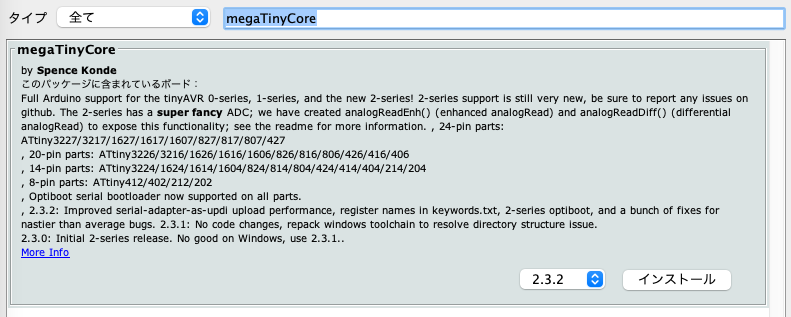 タイプ 全て megaTinyCore
megaTinyCore
by Spence Konde
このパッケージに含まれているボード：
Full Arduino support for the tinyAVR 0-series, 1-series, and the new 2-series! 2-series support is still very new, be sure to report any issues on
github. The 2-series has a super fancy ADC; we have created analogReadEnh() (enhanced analogRead) and analogReadDiff() (differential
analogRead) to expose this functionality; see the readme for more information. , 24-pin parts:
ATtiny3227/3217/1627/1617/1607/827/817/807/427
, 20-pin parts: ATtiny3226/3216/1626/1616/1606/826/816/806/426/416/406
, 14-pin parts: ATtiny3224/1624/1614/1604/824/814/804/424/414/404/214/204
, 8-pin parts: ATtiny412/402/212/202
, Optiboot serial bootloader now supported on all parts.
, 2.3.2: Improved serial-adapter-as-updi upload performance, register names in keywords.txt, 2-series optiboot, and a bunch of fixes for
nastier than average bugs. 2.3.1: No code changes, repack windows toolchain to resolve directory structure issue.
2.3.0: Initial 2-series release. No good on Windows, use 2.3.1..
More Info
2.3.2 インストール